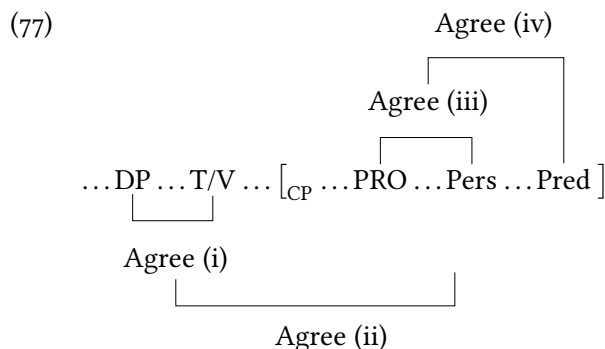 (77)
Agree (iv)
Agree (iii)
…DP…T/V…[CP …PRO…Pers…Pred]
Agree (i)
Agree (ii)